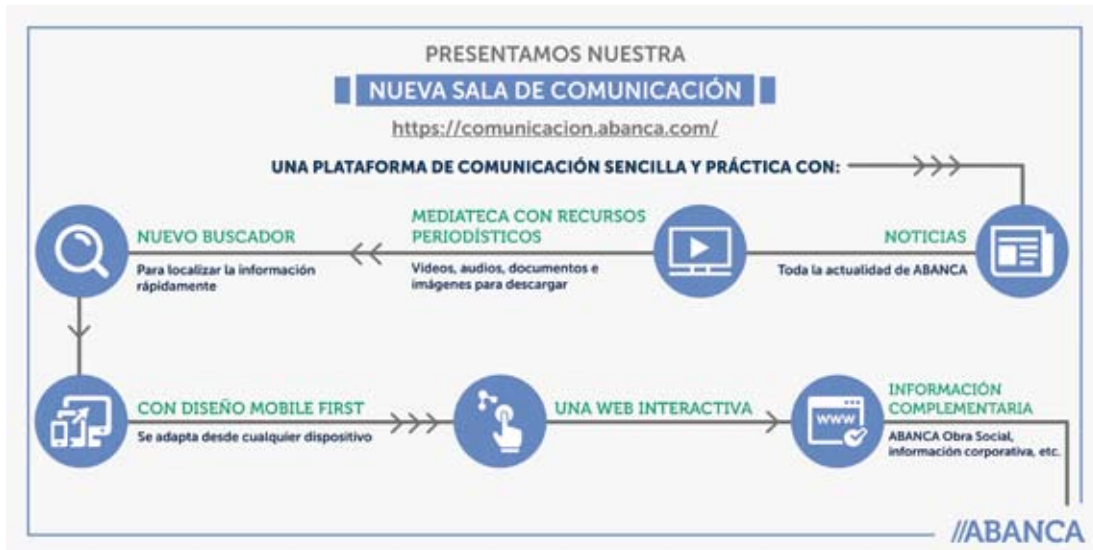 PRESENTAMOS NUESTRA
NUEVA SALA DE COMUNICACIÓN
https://comunicacion.abanca.com/
UNA PLATAFORMA DE COMUNICACIÓN SENCILLA Y PRÁCTICA CON:
NOTICIAS
Toda la actualidad de ABANCA
MEDIATECA CON RECURSOS
PERIODÍSTICOS
Videos, audios, documentos e
imágenes para descargar
NUEVO BUSCADOR
Para localizar la información
rápidamente
CON DISEÑO MOBILE FIRST
Se adapta desde cualquier dispositivo
UNA WEB INTERACTIVA
www
INFORMACIÓN
COMPLEMENTARIA
ABANCA Obra Social,
información corporativa, etc.
//ABANCA